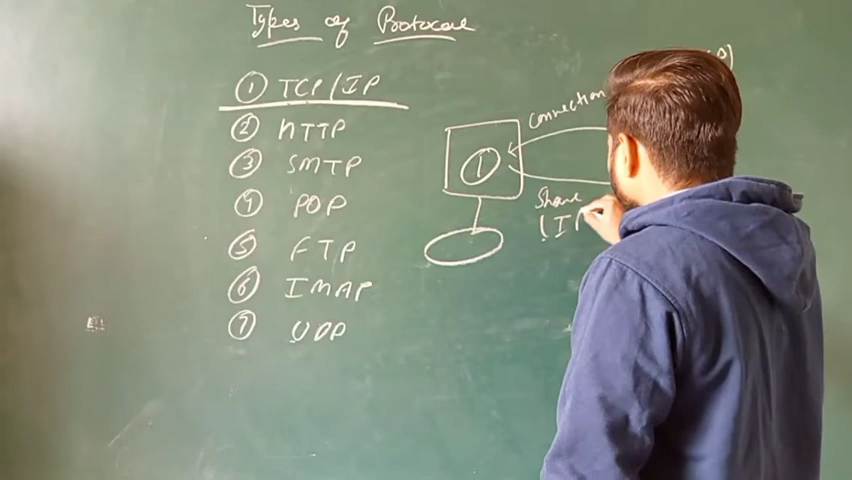 Types of Protocol
① TCP/IP
② HTTP
③ SMTP
④ POP
⑤ FTP
⑥ IMAP
⑦ UDP
Connection
1
Share
(IP
P)